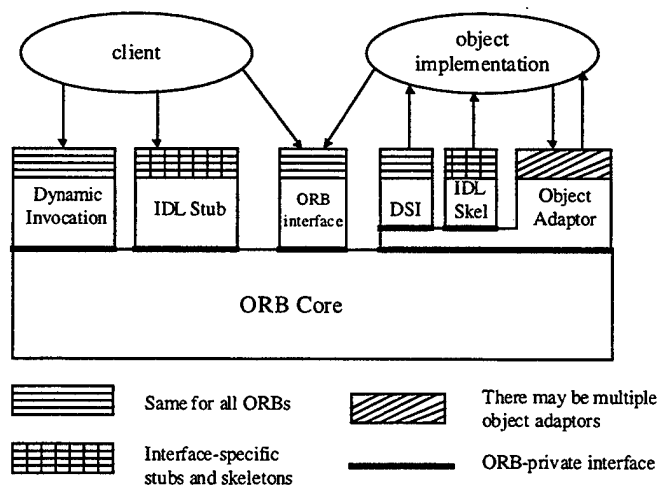 client
object
implementation
Dynamic
Invocation
IDL Stub
ORB
interface
DSI
IDL
Skel
Object
Adaptor
ORB Core
Same for all ORBs
There may be multiple
object adaptors
Interface-specific
stubs and skeletons
ORB-private interface